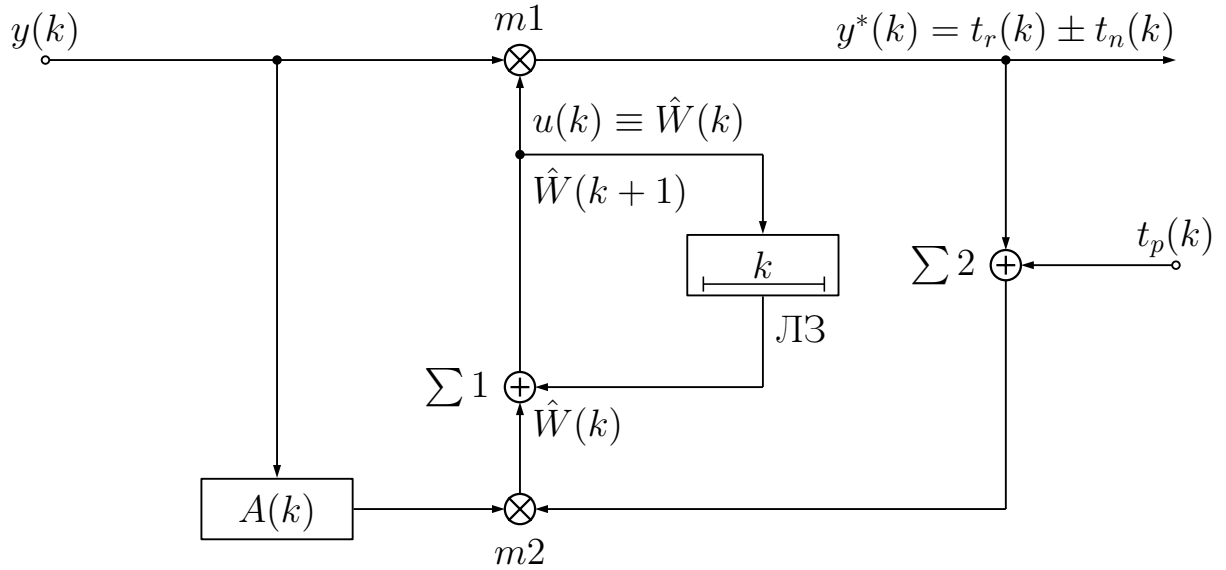 m1
y(k)
y*(k) = t_r(k) ± t_n(k)
u(k) ≡ Ŵ(k)
Ŵ(k + 1)
t_p(k)
∑ 2
k
ЛЗ
∑ 1
Ŵ(k)
A(k)
m2